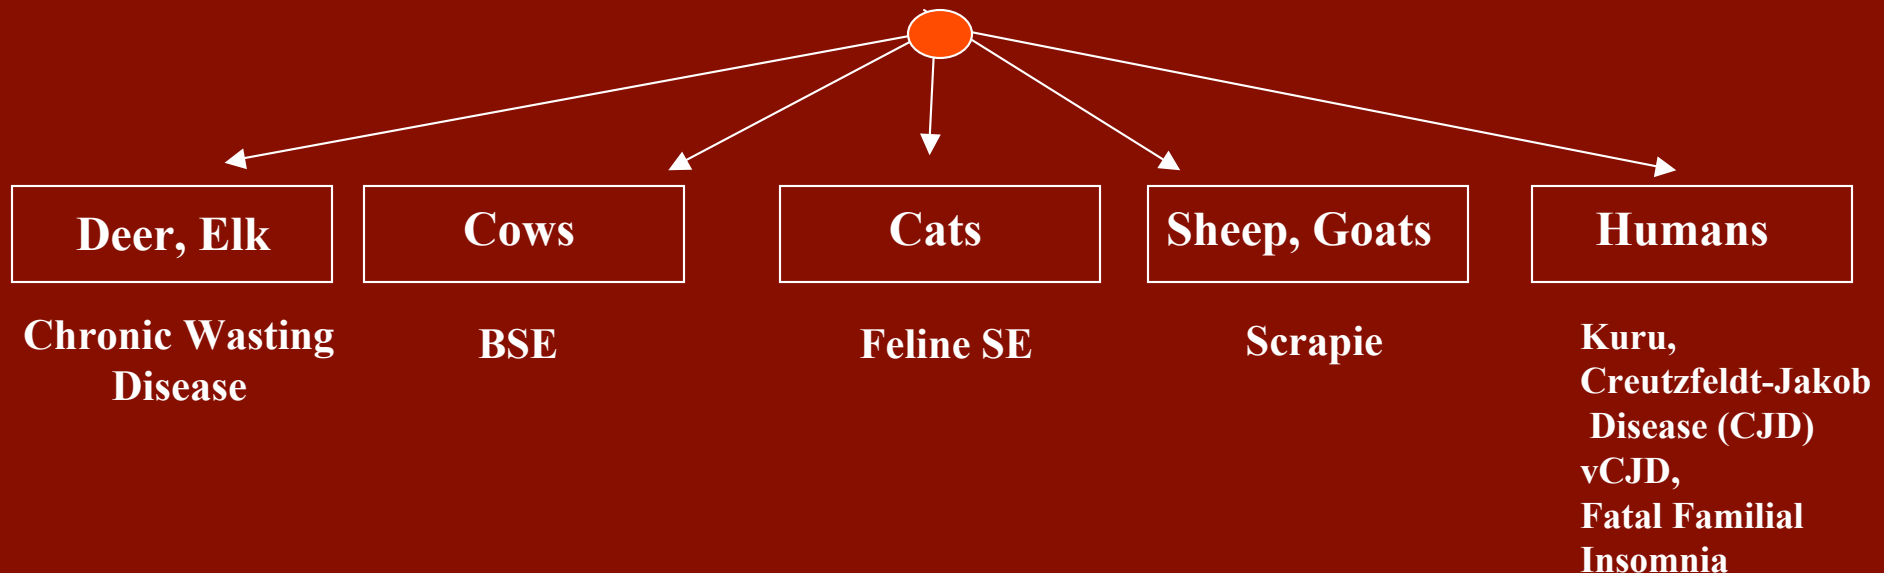 Deer, Elk
Cows
Cats
Sheep, Goats
Humans
Chronic Wasting
Disease
BSE
Feline SE
Scrapie
Kuru,
Creutzfeldt-Jakob
Disease (CJD)
vCJD,
Fatal Familial
Insomnia